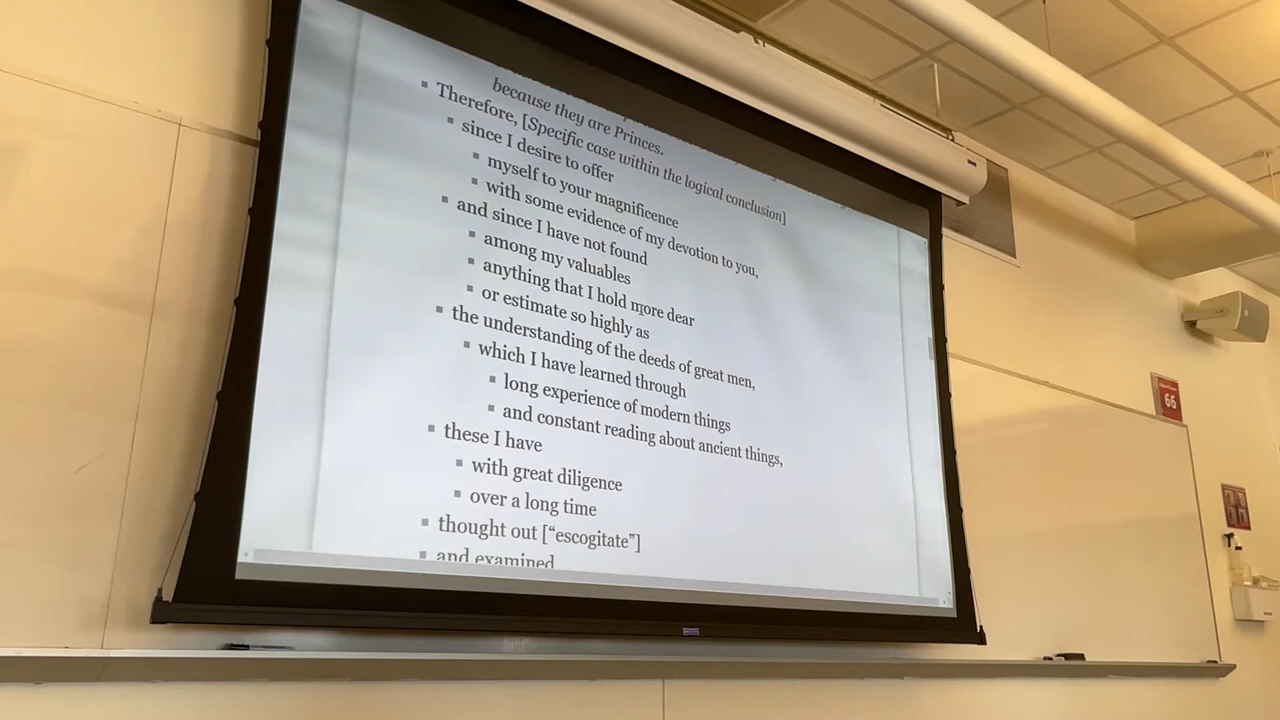 because they are Princes.
Therefore, [Specific case within the logical conclusion]
since I desire to offer
myself to your magnificence
with some evidence of my devotion to you,
and since I have not found
among my valuables
anything that I hold more dear
or estimate so highly as
the understanding of the deeds of great men,
which I have learned through
long experience of modern things
and constant reading about ancient things,
these I have
with great diligence
over a long time
thought out [“escogitate”]
and examined
66